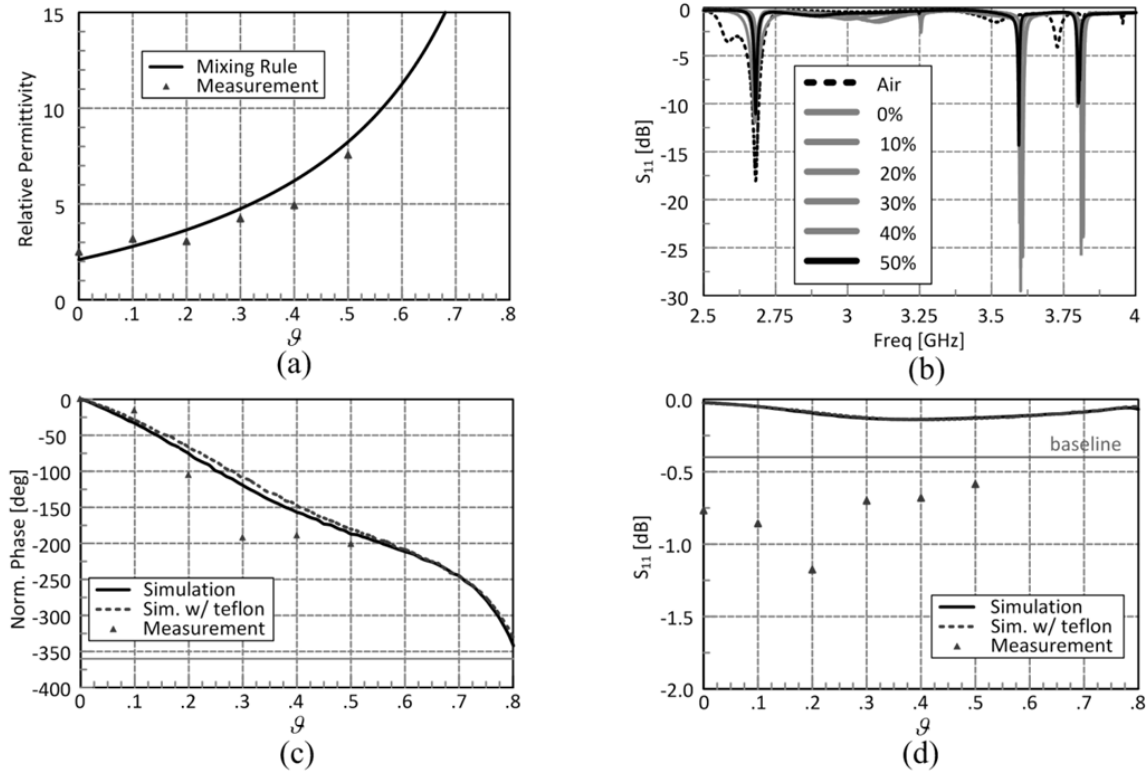 15
10
5
0
Relative Permittivity
Mixing Rule
Measurement
0 .1 .2 .3 .4 .5 .6 .7 .8
ϑ
(a)
0
-5
-10
-15
-20
-25
-30
S11 [dB]
Air
0%
10%
20%
30%
40%
50%
2.5 2.75 3 3.25 3.5 3.75 4
Freq [GHz]
(b)
0
-50
-100
-150
-200
-250
-300
-350
-400
Norm. Phase [deg]
Simulation
Sim. w/ teflon
Measurement
0 .1 .2 .3 .4 .5 .6 .7 .8
ϑ
(c)
0.0
-0.5
-1.0
-1.5
-2.0
S11 [dB]
baseline
Simulation
Sim. w/ teflon
Measurement
0 .1 .2 .3 .4 .5 .6 .7 .8
ϑ
(d)